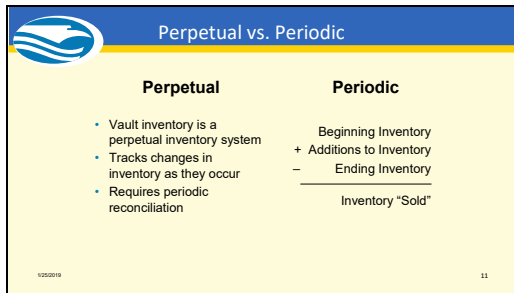 Perpetual vs. Periodic
Perpetual
• Vault inventory is a
perpetual inventory system
• Tracks changes in
inventory as they occur
• Requires periodic
reconciliation
Periodic
Beginning Inventory
+ Additions to Inventory
– Ending Inventory
Inventory “Sold”
1/25/2019
11